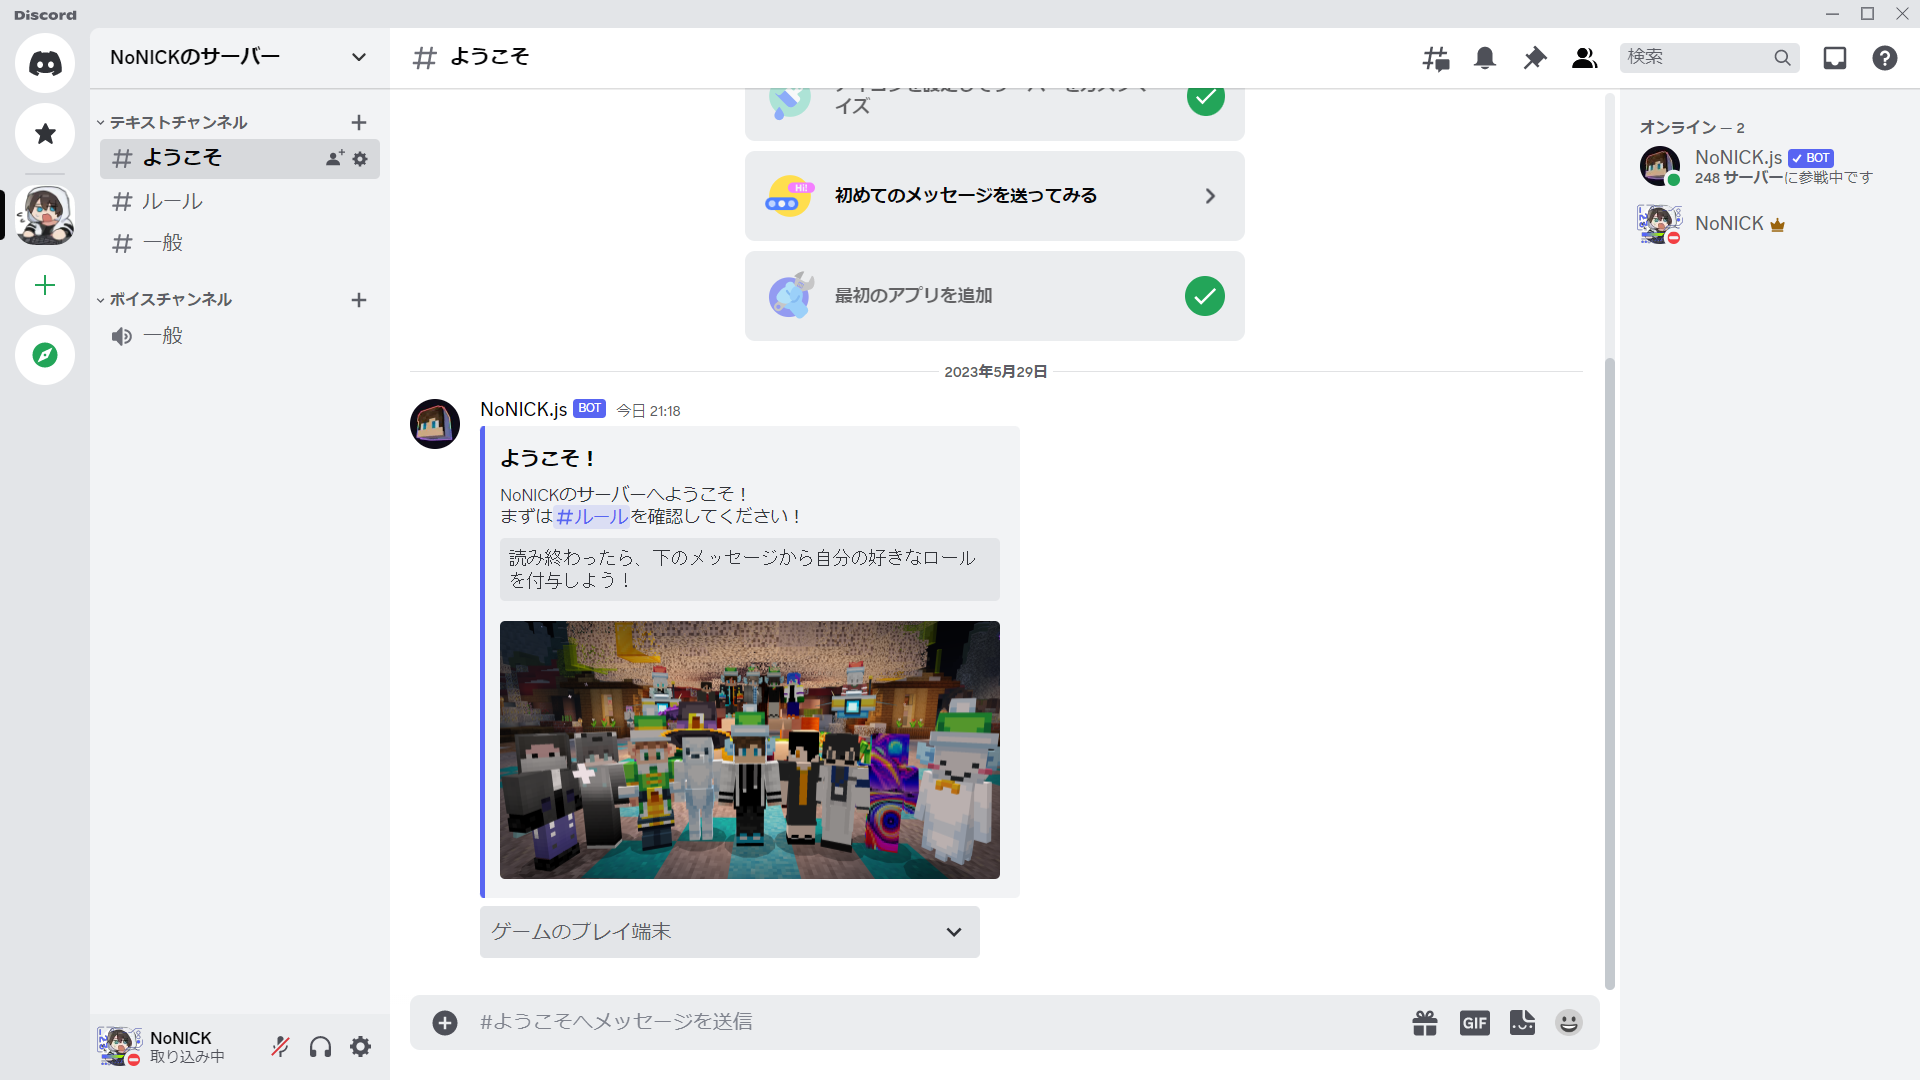 Discord
NoNICKのサーバー
テキストチャンネル
ようこそ
ルール
一般
ボイスチャンネル
一般
NoNICK
取り込み中
ようこそ
検索
イズ
Hi!
初めてのメッセージを送ってみる
最初のアプリを追加
2023年5月29日
NoNICK.js BOT 今日 21:18
ようこそ！
NoNICKのサーバーへようこそ！
まずは#ルールを確認してください！
読み終わったら、下のメッセージから自分の好きなロール
を付与しよう！
ゲームのプレイ端末
#ようこそへメッセージを送信
GIF
オンライン — 2
NoNICK.js ✓ BOT
248 サーバーに参戦中です
NoNICK